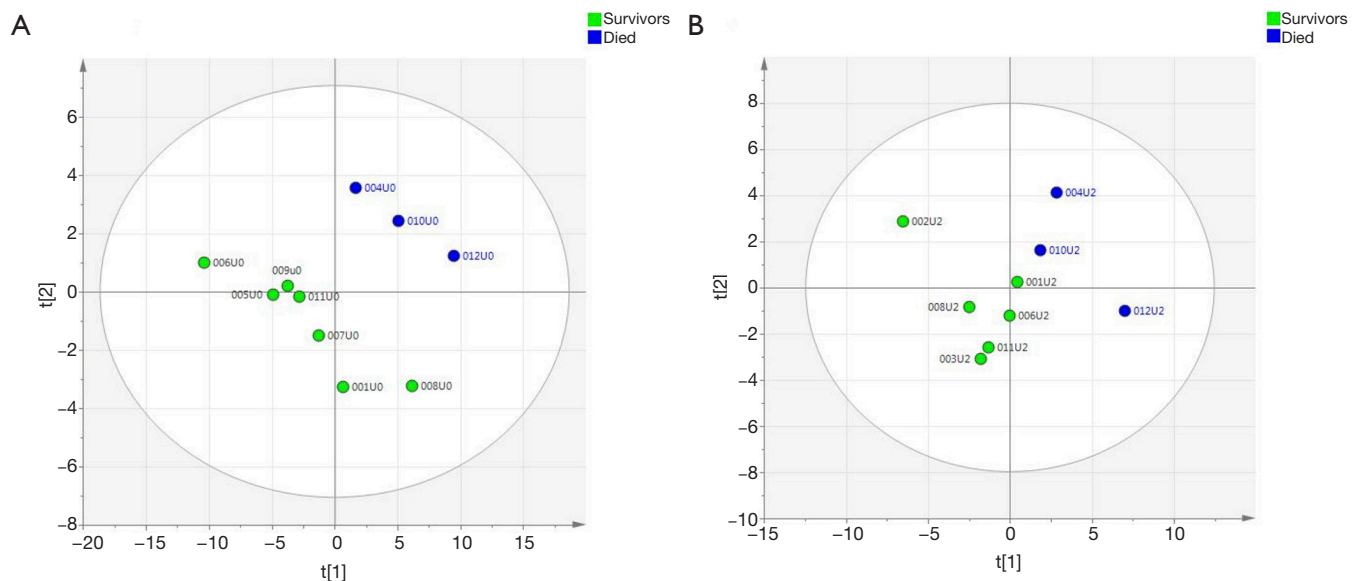 A
Survivors
Died
6
4
2
0
−2
−4
−6
−8
t[2]
004U0
010U0
012U0
006U0
009u0
005U0
011U0
007U0
001U0
008U0
−20
−15
−10
−5
0
5
10
15
t[1]
B
Survivors
Died
8
6
4
2
0
−2
−4
−6
−8
−10
t[2]
004U2
002U2
010U2
001U2
008U2
006U2
012U2
011U2
003U2
−15
−10
−5
0
5
10
t[1]